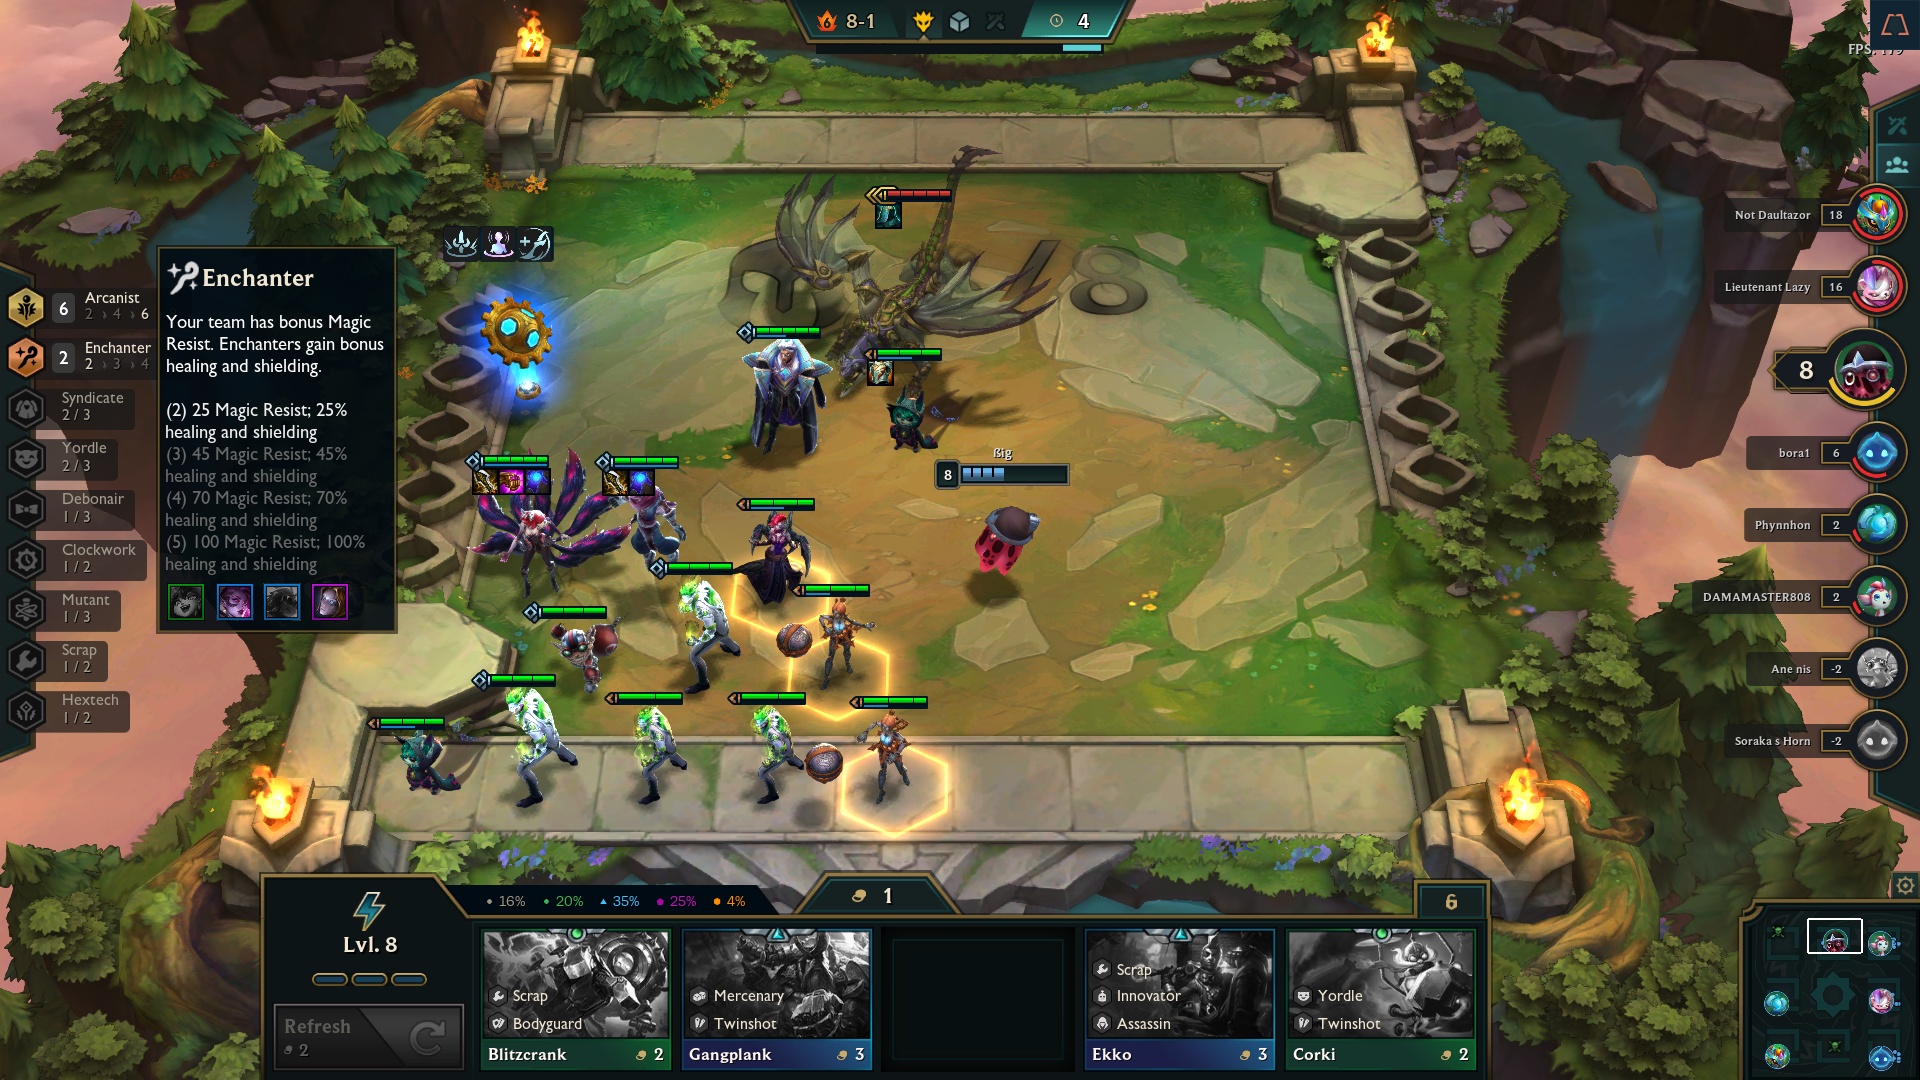 8-1
4
FPS: 119
Enchanter
Your team has bonus Magic
Resist. Enchanters gain bonus
healing and shielding.
(2) 25 Magic Resist; 25%
healing and shielding
(3) 45 Magic Resist; 45%
healing and shielding
(4) 70 Magic Resist; 70%
healing and shielding
(5) 100 Magic Resist; 100%
healing and shielding
6
Arcanist
2 › 4 › 6
2
Enchanter
2 › 3 › 4
Syndicate
2 / 3
Yordle
2 / 3
Debonair
1 / 3
Clockwork
1 / 2
Mutant
1 / 3
Scrap
1 / 2
Hextech
1 / 2
/8
ßig
8
Not Daultazor 18
Lieutenant Lazy 16
8
bora1 6
Phynnhon 2
DAMAMASTER808 2
Ane nis -2
Soraka s Horn -2
16% 20% 35% 25% 4%
1
6
Lvl. 8
Refresh
2
Scrap
Bodyguard
Blitzcrank 2
Mercenary
Twinshot
Gangplank 3
Scrap
Innovator
Assassin
Ekko 3
Yordle
Twinshot
Corki 2